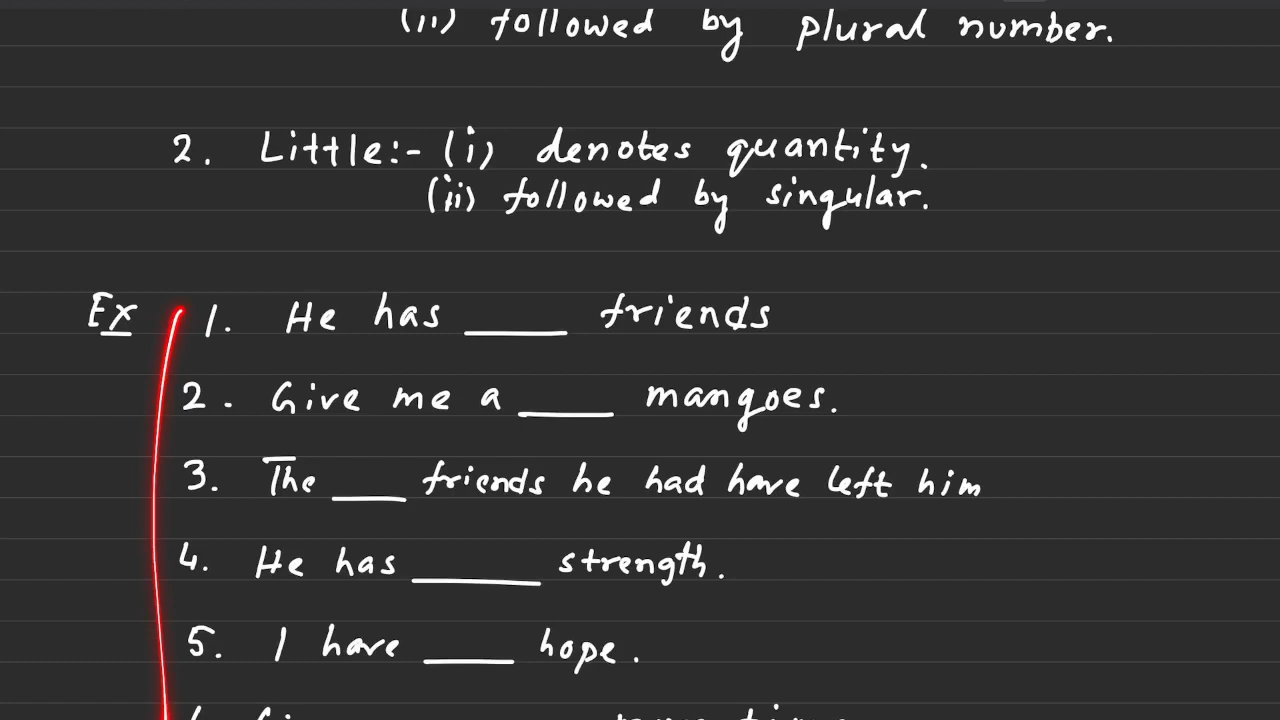 (ii) followed by plural number.
2. Little:- (i) denotes quantity.
(ii) followed by singular.
Ex 1. He has ____ friends
2. Give me a ____ mangoes.
3. The ____ friends he had have left him
4. He has ____ strength.
5. I have ____ hope.